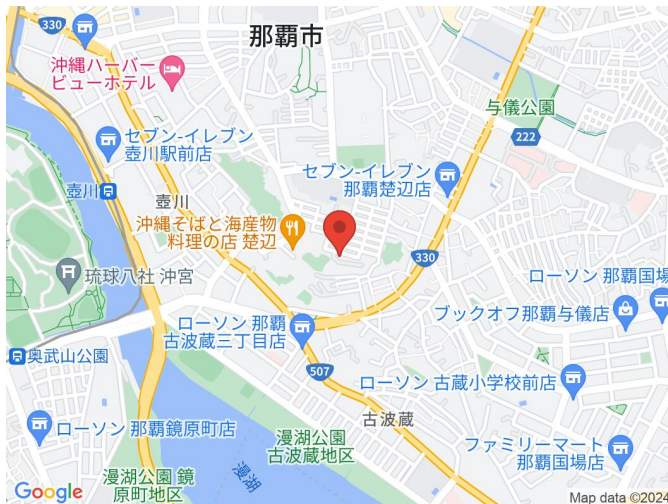 330
那覇市
沖縄ハーバー
ビューホテル
与儀公園
222
セブン-イレブン
壺川駅前店
セブン-イレブン
那覇楚辺店
壺川
壺川
沖縄そばと海産物
料理の店 楚辺
330
琉球八社 沖宮
ローソン 那覇国場
ブックオフ那覇与儀店
ローソン 那覇
古波蔵三丁目店
奥武山公園
507
ローソン 古蔵小学校前店
古波蔵
ローソン 那覇鏡原町店
漫湖公園
古波蔵地区
ファミリーマート
那覇国場店
漫湖公園 鏡
原町地区
漫湖
Google
Map data ©2024